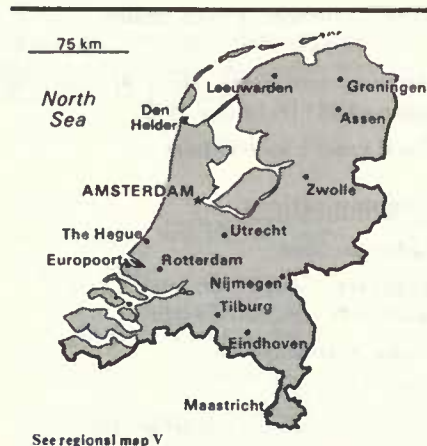 75 km
North
Sea
Leeuwarden
Groningen
Den
Helder
Assen
AMSTERDAM
Zwolle
The Hague
Utrecht
Europoort
Rotterdam
Nijmegen
Tilburg
Eindhoven
Maastricht
See regional map V